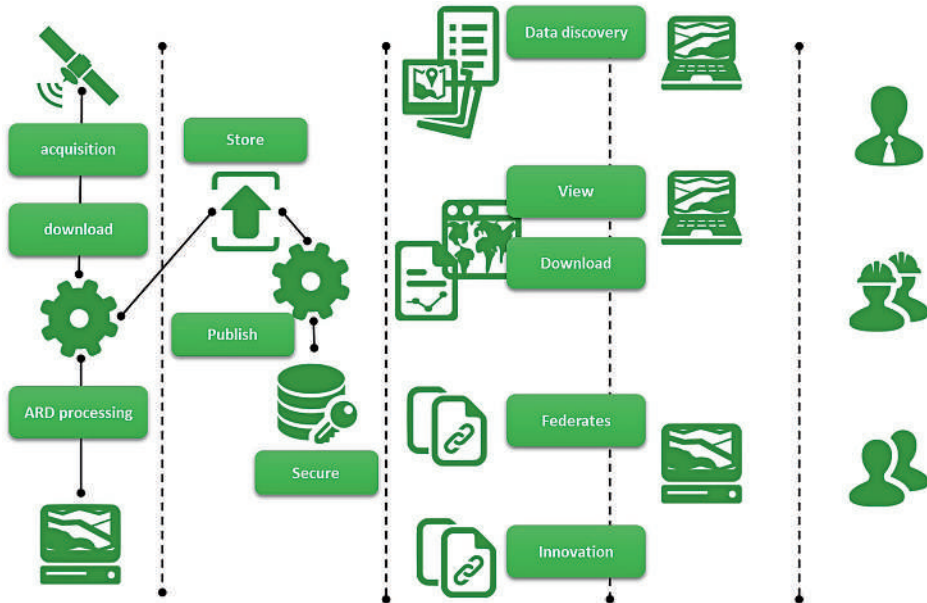 acquisition
download
ARD processing
Store
Publish
Secure
Data discovery
View
Download
Federates
Innovation